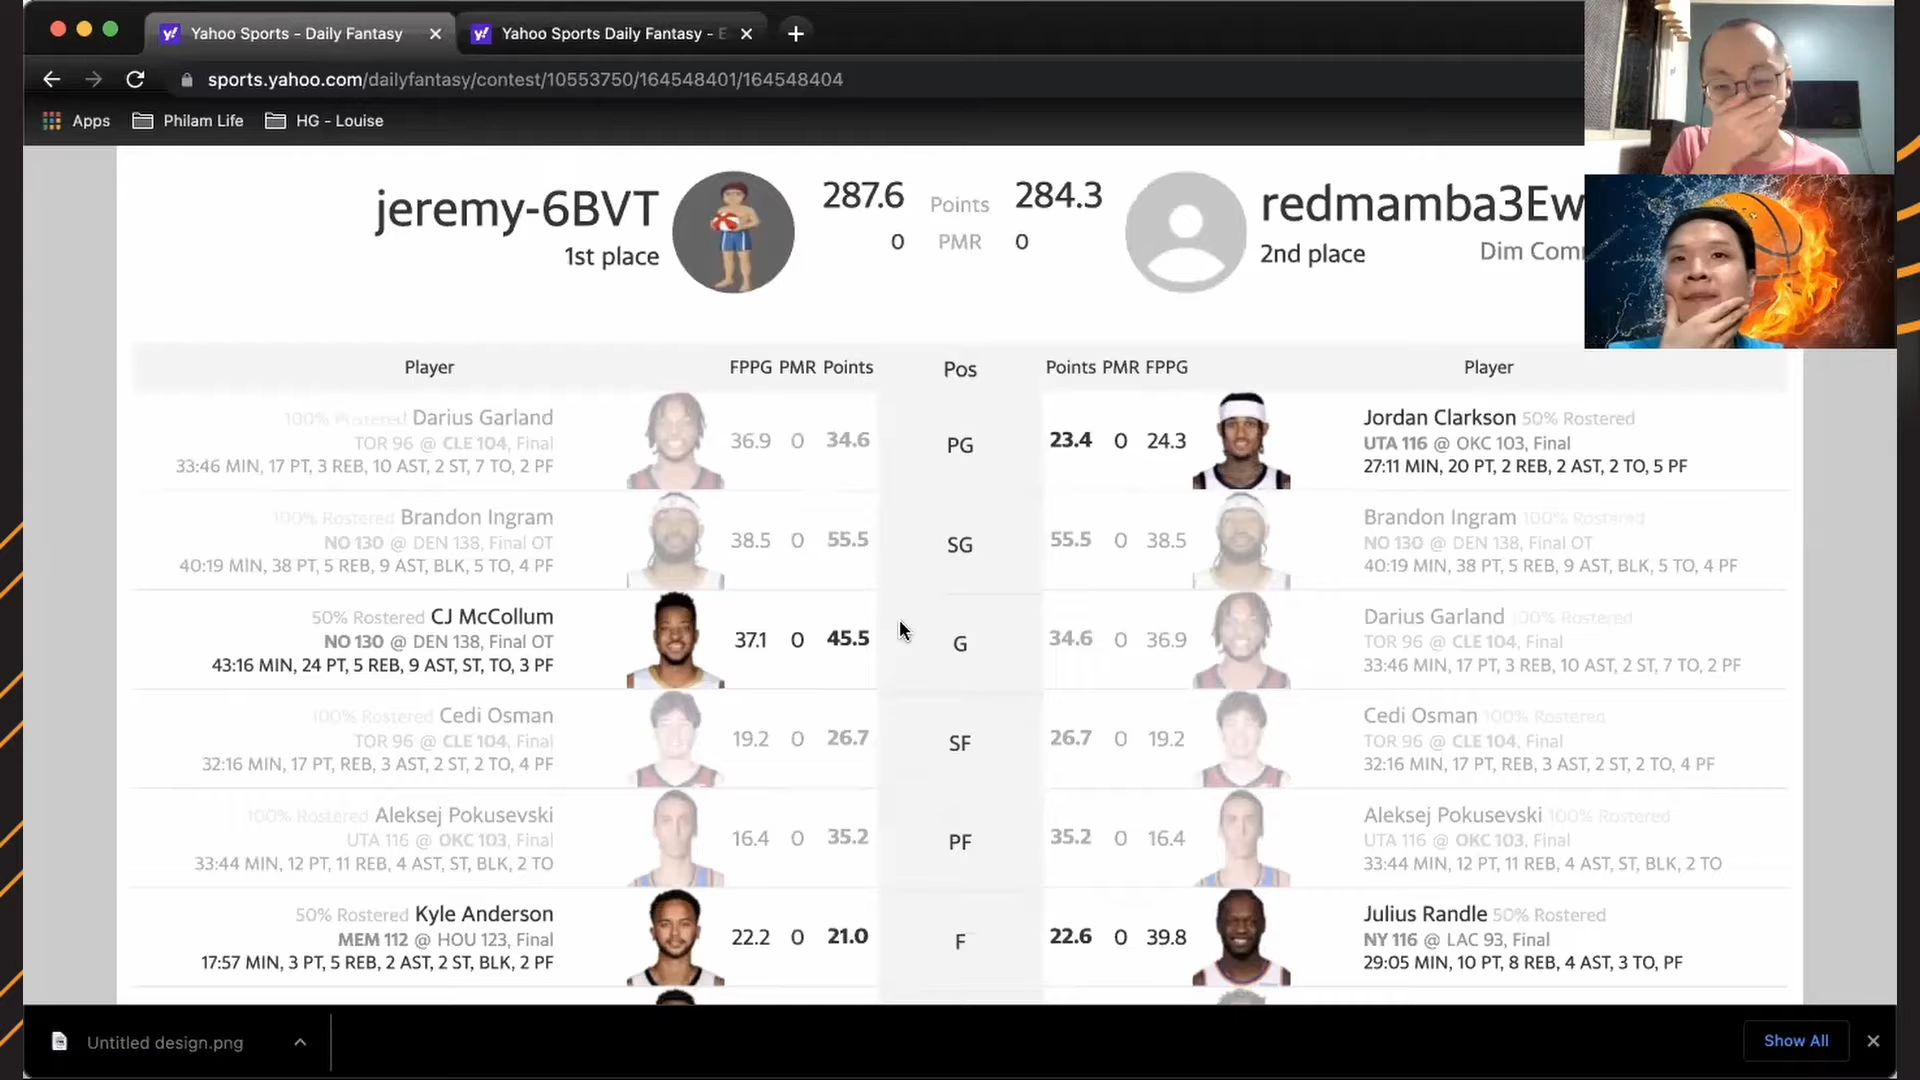 Yahoo Sports - Daily Fantasy
Yahoo Sports Daily Fantasy -
sports.yahoo.com/dailyfantasy/contest/10553750/164548401/164548404
Apps
Philam Life
HG - Louise
jeremy-6BVT
1st place
287.6 Points 284.3
0 PMR 0
redmamba3Ew
2nd place
Dim Com
Player FPPG PMR Points Pos Points PMR FPPG Player
100% Rostered Darius Garland
TOR 96 @ CLE 104, Final
33:46 MIN, 17 PT, 3 REB, 10 AST, 2 ST, 7 TO, 2 PF
36.9 0 34.6 PG 23.4 0 24.3
Jordan Clarkson 50% Rostered
UTA 116 @ OKC 103, Final
27:11 MIN, 20 PT, 2 REB, 2 AST, 2 TO, 5 PF
100% Rostered Brandon Ingram
NO 130 @ DEN 138, Final OT
40:19 MIN, 38 PT, 5 REB, 9 AST, BLK, 5 TO, 4 PF
38.5 0 55.5 SG 55.5 0 38.5
Brandon Ingram 100% Rostered
NO 130 @ DEN 138, Final OT
40:19 MIN, 38 PT, 5 REB, 9 AST, BLK, 5 TO, 4 PF
50% Rostered CJ McCollum
NO 130 @ DEN 138, Final OT
43:16 MIN, 24 PT, 5 REB, 9 AST, ST, TO, 3 PF
37.1 0 45.5 G 34.6 0 36.9
Darius Garland 100% Rostered
TOR 96 @ CLE 104, Final
33:46 MIN, 17 PT, 3 REB, 10 AST, 2 ST, 7 TO, 2 PF
100% Rostered Cedi Osman
TOR 96 @ CLE 104, Final
32:16 MIN, 17 PT, REB, 3 AST, 2 ST, 2 TO, 4 PF
19.2 0 26.7 SF 26.7 0 19.2
Cedi Osman 100% Rostered
TOR 96 @ CLE 104, Final
32:16 MIN, 17 PT, REB, 3 AST, 2 ST, 2 TO, 4 PF
100% Rostered Aleksej Pokusevski
UTA 116 @ OKC 103, Final
33:44 MIN, 12 PT, 11 REB, 4 AST, ST, BLK, 2 TO
16.4 0 35.2 PF 35.2 0 16.4
Aleksej Pokusevski 100% Rostered
UTA 116 @ OKC 103, Final
33:44 MIN, 12 PT, 11 REB, 4 AST, ST, BLK, 2 TO
50% Rostered Kyle Anderson
MEM 112 @ HOU 123, Final
17:57 MIN, 3 PT, 5 REB, 2 AST, 2 ST, BLK, 2 PF
22.2 0 21.0 F 22.6 0 39.8
Julius Randle 50% Rostered
NY 116 @ LAC 93, Final
29:05 MIN, 10 PT, 8 REB, 4 AST, 3 TO, PF
Untitled design.png
Show All